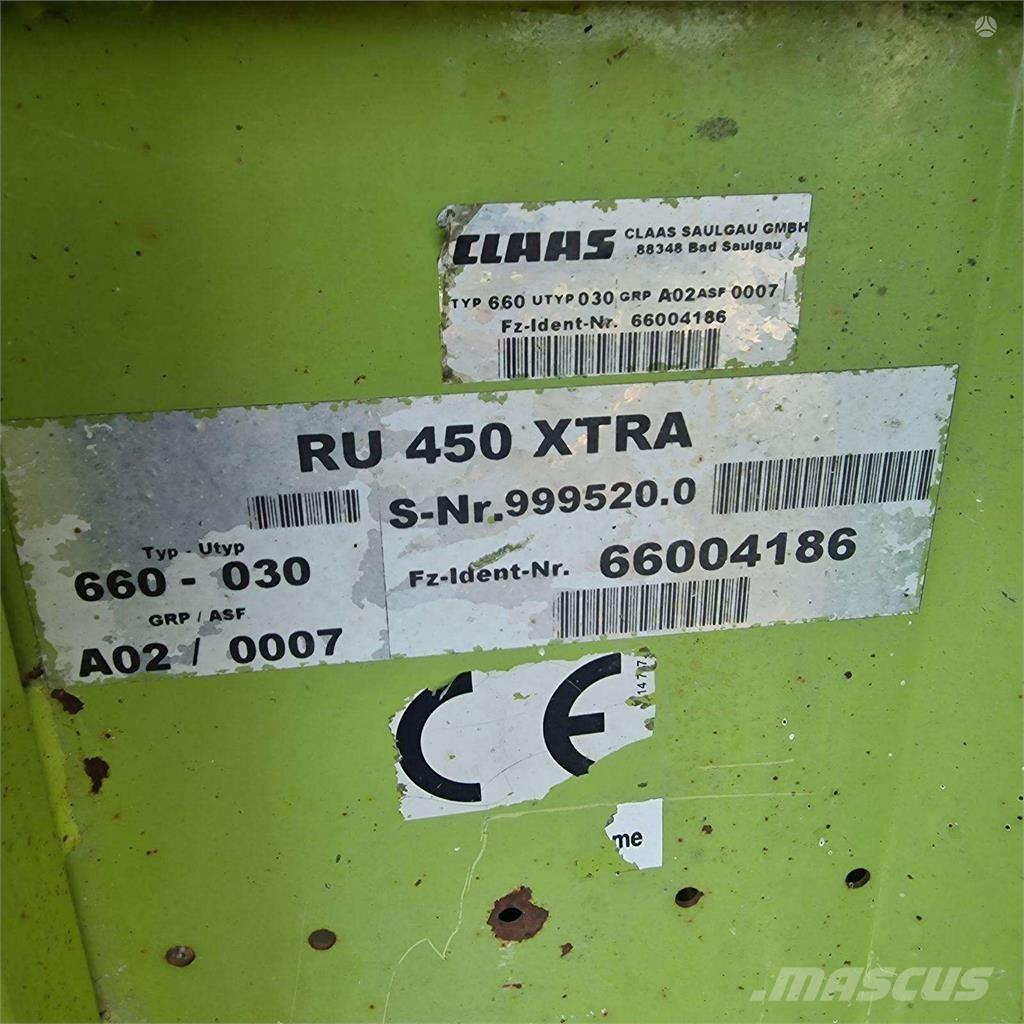 CLAAS CLAAS SAULGAU GMBH
88348 Bad Saulgau
TYP 660 UTYP 030 GRP A02 ASF 0007
Fz-Ident-Nr. 66004186
RU 450 XTRA
S-Nr.999520.0
Typ - Utyp
660 - 030
Fz-Ident-Nr. 66004186
GRP / ASF
A02 / 0007
CE
me
MASCUS